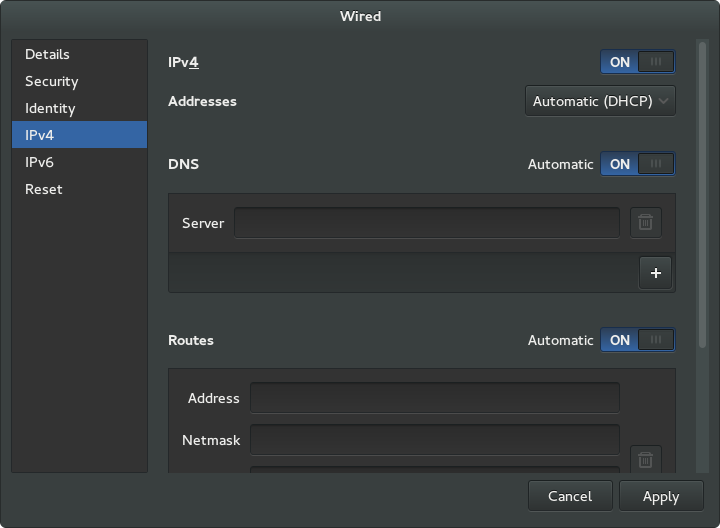 Wired
Details
Security
Identity
IPv4
IPv6
Reset
IPv4 ON
Addresses Automatic (DHCP)
DNS Automatic ON
Server
+
Routes Automatic ON
Address
Netmask
Cancel Apply